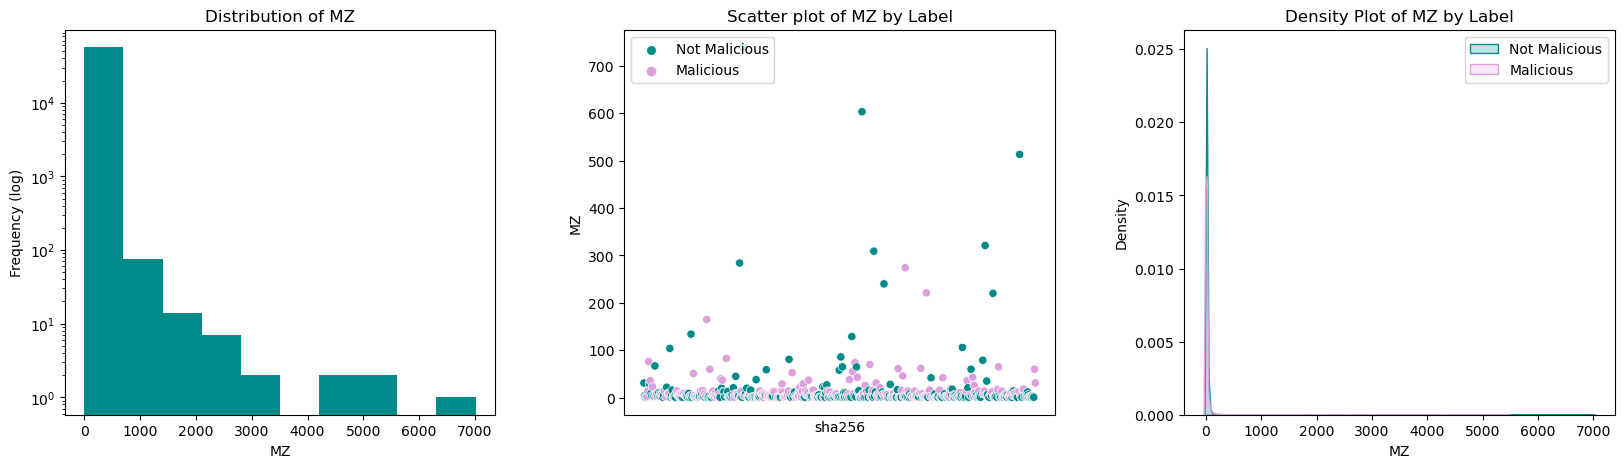 Distribution of MZ
Frequency (log)
10^4
10^3
10^2
10^1
10^0
0 1000 2000 3000 4000 5000 6000 7000
MZ
Scatter plot of MZ by Label
Not Malicious
Malicious
MZ
700
600
500
400
300
200
100
0
sha256
Density Plot of MZ by Label
Not Malicious
Malicious
Density
0.025
0.020
0.015
0.010
0.005
0.000
0 1000 2000 3000 4000 5000 6000 7000
MZ